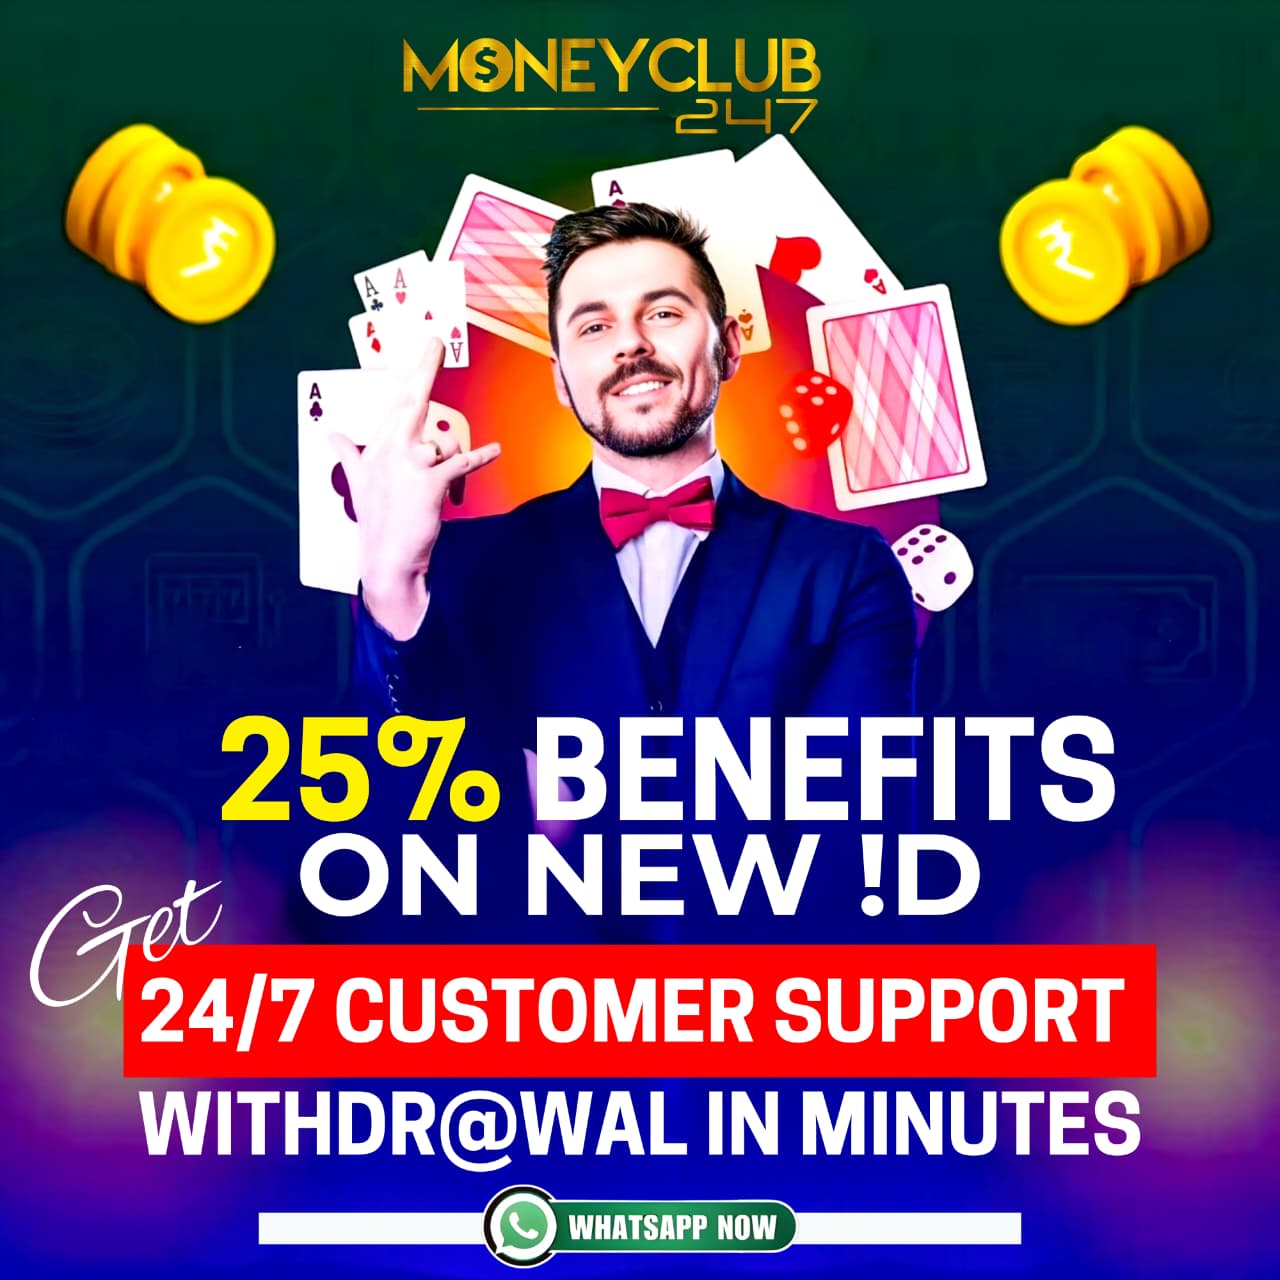 MONEYCLUB
247
A
A
A
A
A
A
A
A
25% BENEFITS
ON NEW !D
Get
24/7 CUSTOMER SUPPORT
WITHDR@WAL IN MINUTES
WHATSAPP NOW